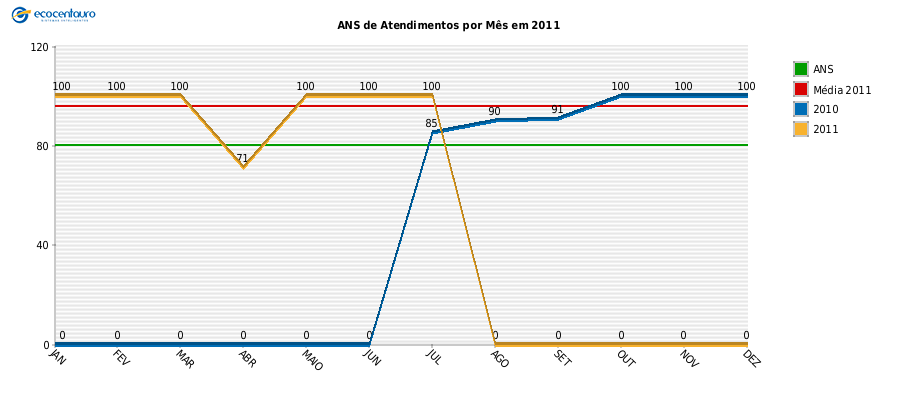 ecocentauro
ANS de Atendimentos por Mês em 2011
120
80
40
0
100 100 100 100 100 100 100 100 100
71
85
90
91
0 0 0 0 0 0 0 0 0 0 0
JAN FEV MAR ABR MAIO JUN JUL AGO SET OUT NOV DEZ
ANS
Média 2011
2010
2011